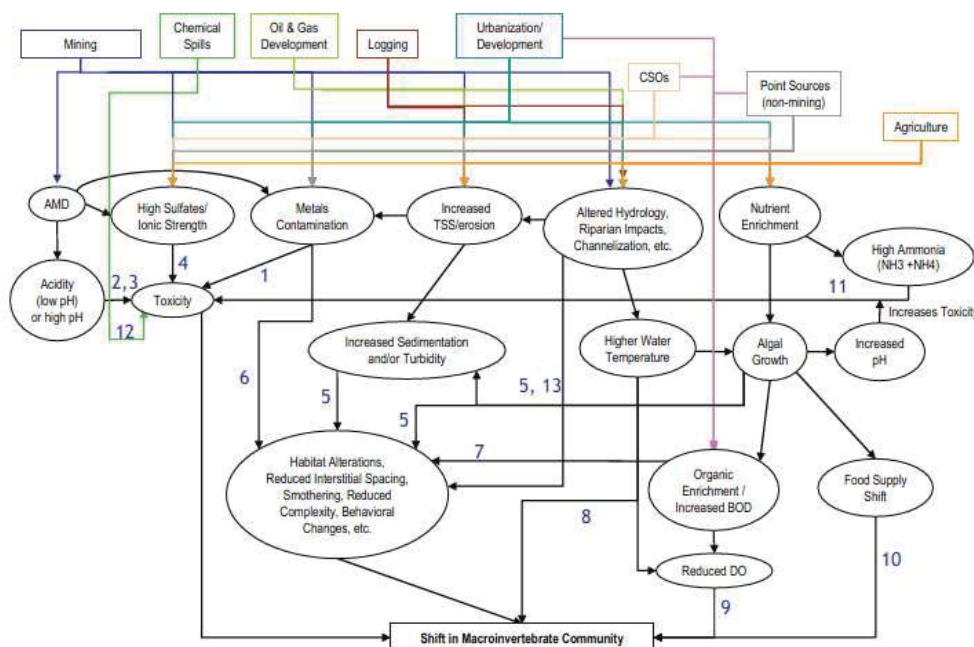 Mining
Chemical
Spills
Oil & Gas
Development
Logging
Urbanization/
Development
CSOs
Point Sources
(non-mining)
Agriculture
AMD
High Sulfates/
Ionic Strength
Metals
Contamination
Increased
TSS/erosion
Altered Hydrology,
Riparian Impacts,
Channelization, etc.
Nutrient
Enrichment
High Ammonia
(NH3 +NH4)
Acidity
(low pH)
or high pH
2,3
4
1
Toxicity
11
12
Increases Toxicity
Increased Sedimentation
and/or Turbidity
Higher Water
Temperature
Algal
Growth
Increased
pH
6
5
5
5, 13
7
Habitat Alterations,
Reduced Interstitial Spacing,
Smothering, Reduced
Complexity, Behavioral
Changes, etc.
Organic
Enrichment /
Increased BOD
Food Supply
Shift
8
10
Reduced DO
9
Shift in Macroinvertebrate Community